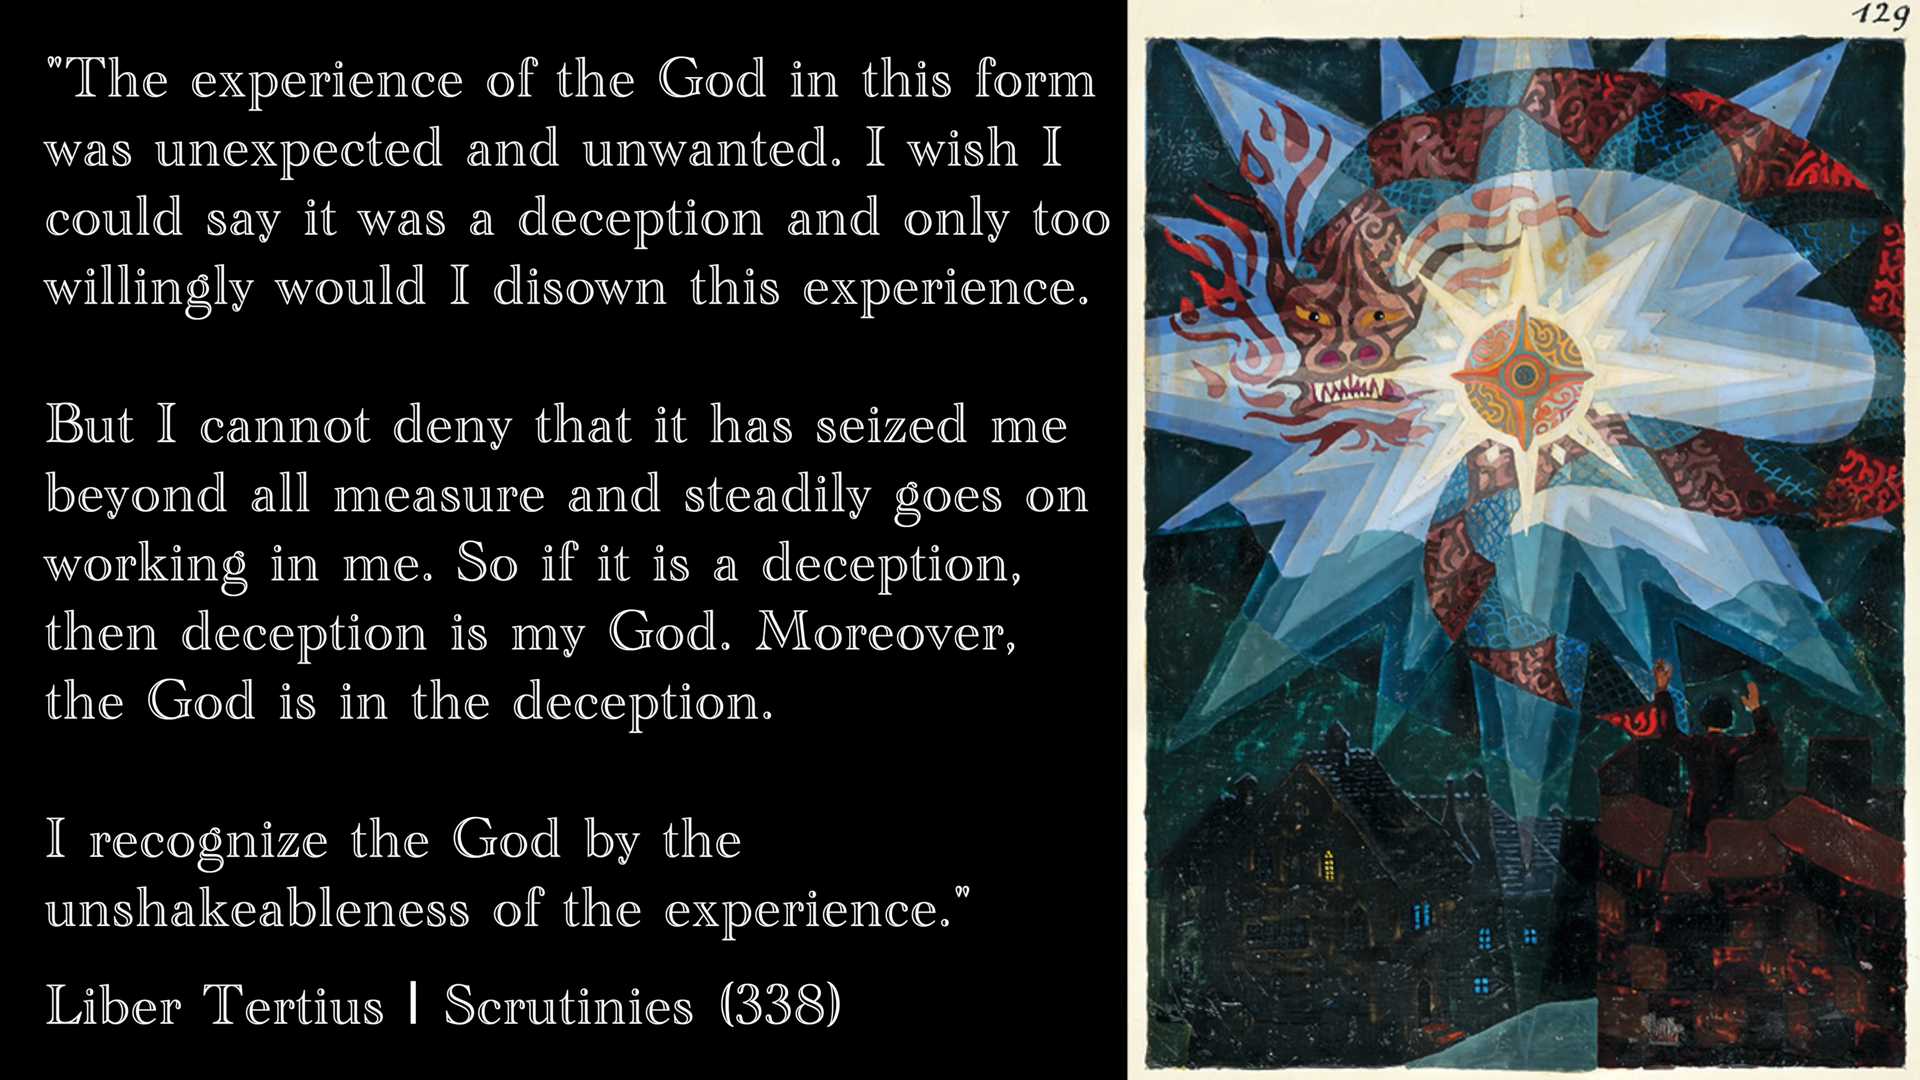 "The experience of the God in this form
was unexpected and unwanted. I wish I
could say it was a deception and only too
willingly would I disown this experience.
But I cannot deny that it has seized me
beyond all measure and steadily goes on
working in me. So if it is a deception,
then deception is my God. Moreover,
the God is in the deception.
I recognize the God by the
unshakeableness of the experience."
Liber Tertius | Scrutinies (338)
129